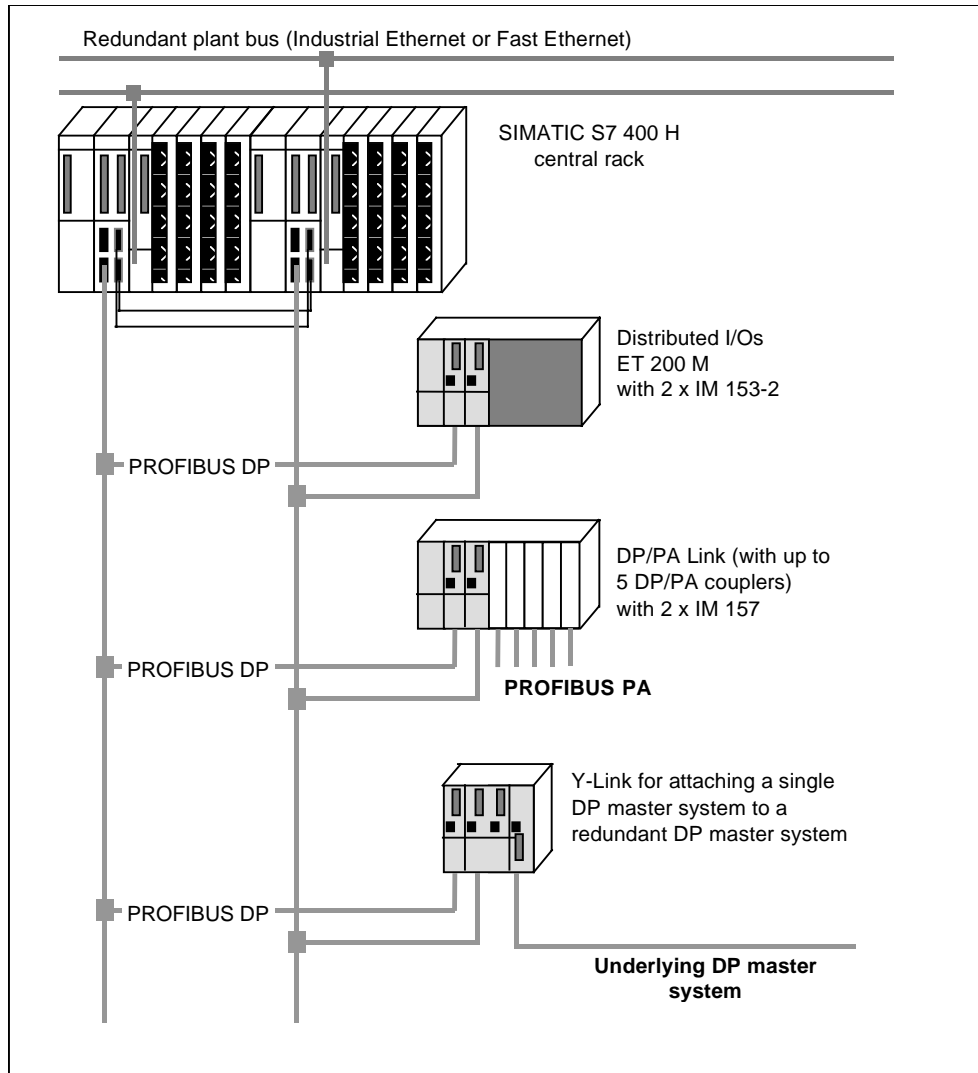 Redundant plant bus (Industrial Ethernet or Fast Ethernet)
SIMATIC S7 400 H
central rack
Distributed I/Os
ET 200 M
with 2 x IM 153-2
PROFIBUS DP
DP/PA Link (with up to
5 DP/PA couplers)
with 2 x IM 157
PROFIBUS DP
PROFIBUS PA
Y-Link for attaching a single
DP master system to a
redundant DP master system
PROFIBUS DP
Underlying DP master
system